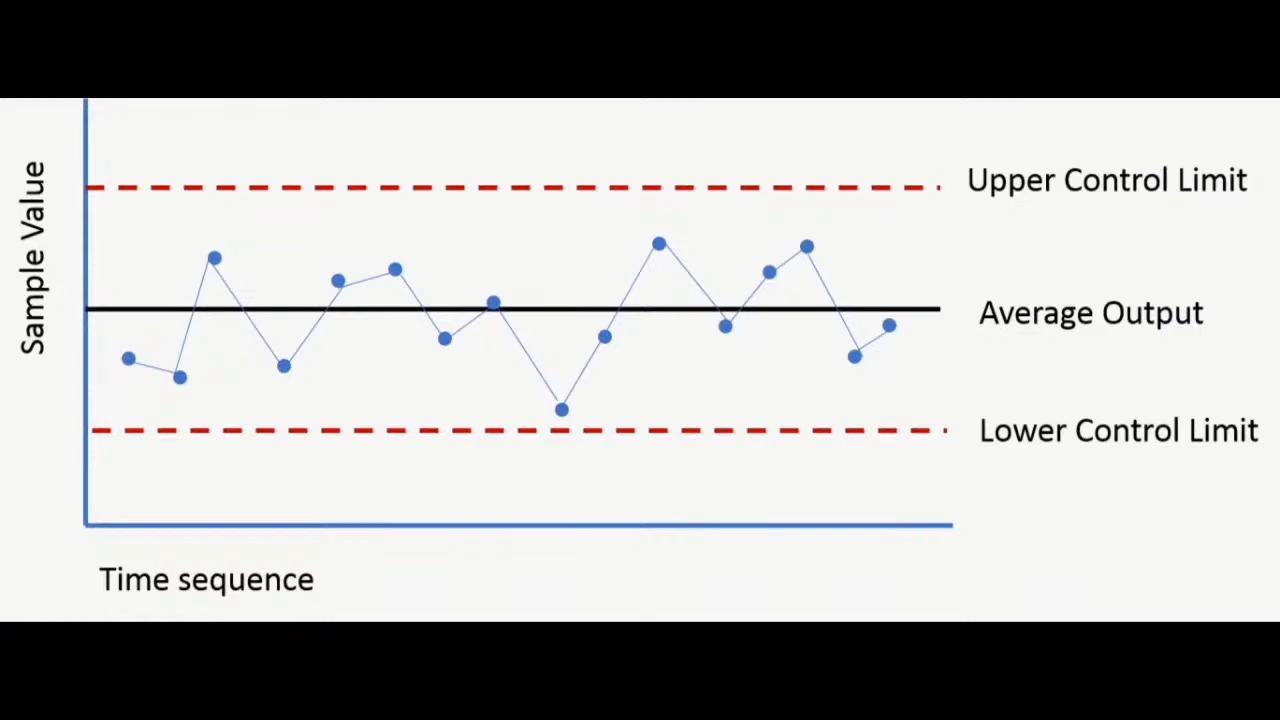 Sample Value
Upper Control Limit
Average Output
Lower Control Limit
Time sequence